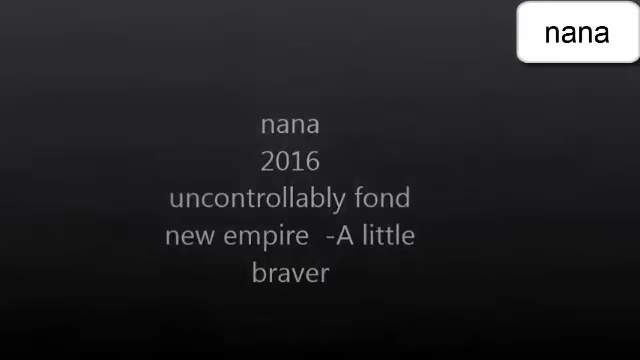 nana
nana
2016
uncontrollably fond
new empire  -A little
braver